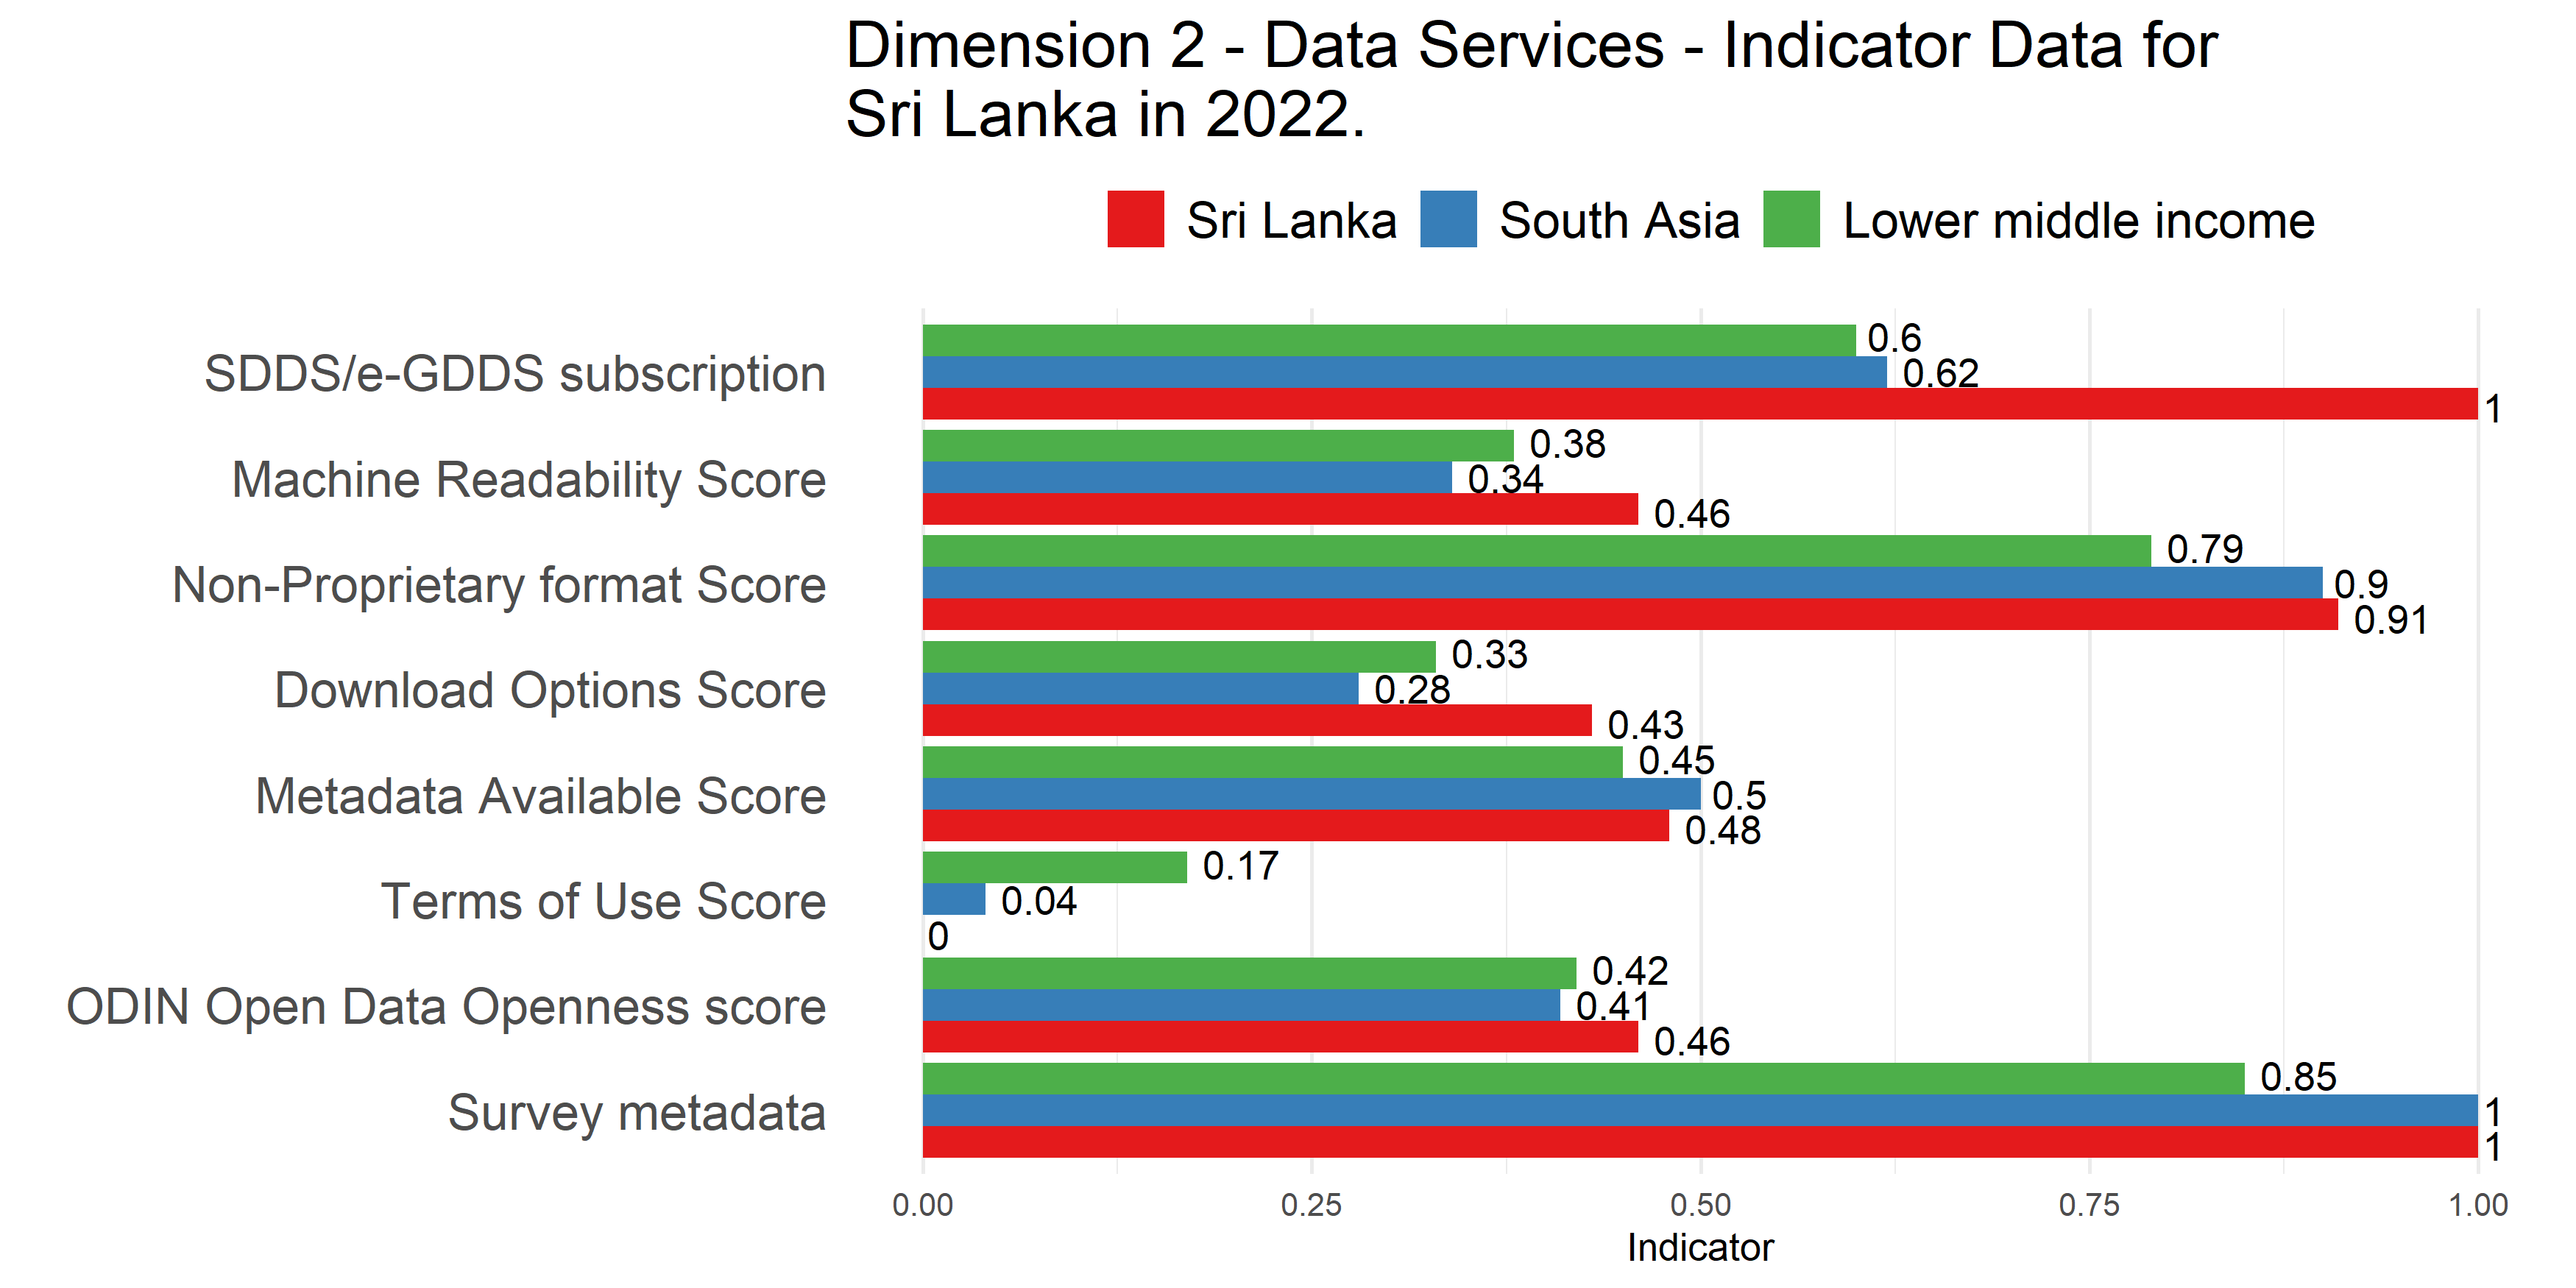 Dimension 2 - Data Services - Indicator Data for
Sri Lanka in 2022.
Sri Lanka South Asia Lower middle income
SDDS/e-GDDS subscription
0.6
0.62
1
Machine Readability Score
0.38
0.34
0.46
Non-Proprietary format Score
0.79
0.9
0.91
Download Options Score
0.33
0.28
0.43
Metadata Available Score
0.45
0.5
0.48
Terms of Use Score
0.17
0.04
0
ODIN Open Data Openness score
0.42
0.41
0.46
Survey metadata
0.85
1
1
0.00 0.25 0.50 0.75 1.00
Indicator